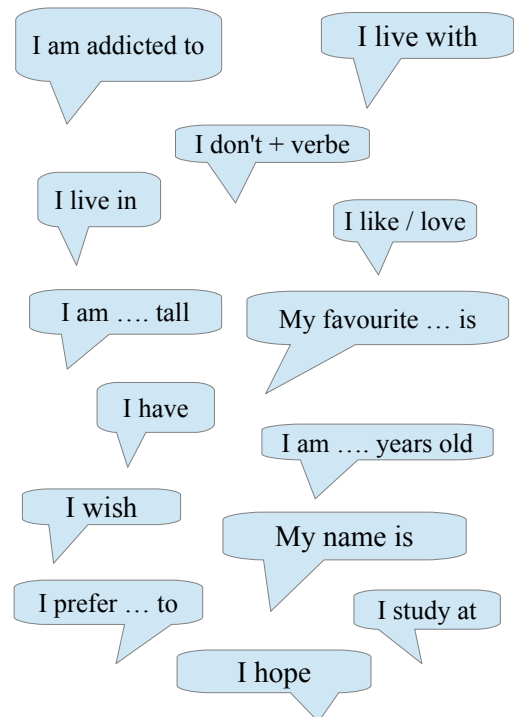 I am addicted to
I live with
I don't + verbe
I live in
I like / love
I am …. tall
My favourite … is
I have
I am …. years old
I wish
My name is
I prefer … to
I study at
I hope